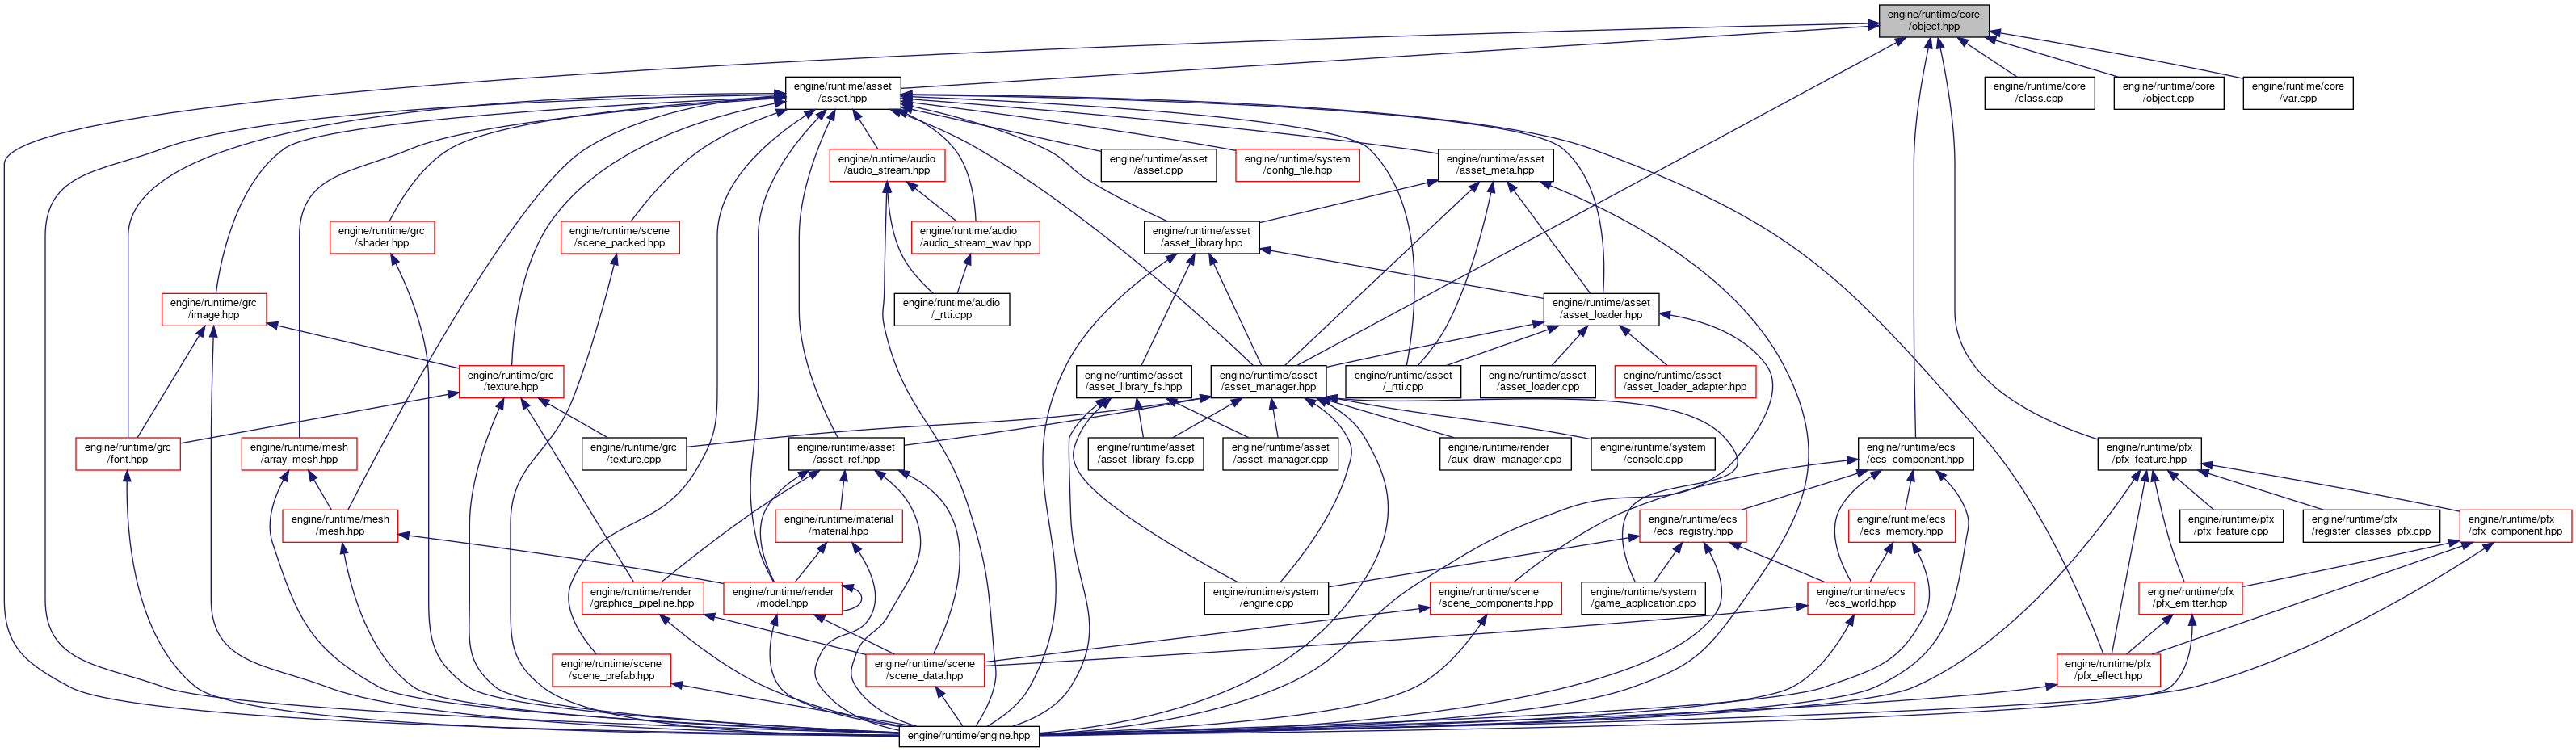 engine/runtime/core
/object.hpp
engine/runtime/asset
/asset.hpp
engine/runtime/core
/class.cpp
engine/runtime/core
/object.cpp
engine/runtime/core
/var.cpp
engine/runtime/audio
/audio_stream.hpp
engine/runtime/asset
/asset.cpp
engine/runtime/system
/config_file.hpp
engine/runtime/asset
/asset_meta.hpp
engine/runtime/grc
/shader.hpp
engine/runtime/scene
/scene_packed.hpp
engine/runtime/audio
/audio_stream_wav.hpp
engine/runtime/asset
/asset_library.hpp
engine/runtime/grc
/image.hpp
engine/runtime/audio
/_rtti.cpp
engine/runtime/asset
/asset_loader.hpp
engine/runtime/grc
/texture.hpp
engine/runtime/asset
/asset_library_fs.hpp
engine/runtime/asset
/asset_manager.hpp
engine/runtime/asset
/_rtti.cpp
engine/runtime/asset
/asset_loader.cpp
engine/runtime/asset
/asset_loader_adapter.hpp
engine/runtime/grc
/font.hpp
engine/runtime/mesh
/array_mesh.hpp
engine/runtime/grc
/texture.cpp
engine/runtime/asset
/asset_ref.hpp
engine/runtime/asset
/asset_library_fs.cpp
engine/runtime/asset
/asset_manager.cpp
engine/runtime/render
/aux_draw_manager.cpp
engine/runtime/system
/console.cpp
engine/runtime/ecs
/ecs_component.hpp
engine/runtime/pfx
/pfx_feature.hpp
engine/runtime/mesh
/mesh.hpp
engine/runtime/material
/material.hpp
engine/runtime/ecs
/ecs_registry.hpp
engine/runtime/ecs
/ecs_memory.hpp
engine/runtime/pfx
/pfx_feature.cpp
engine/runtime/pfx
/register_classes_pfx.cpp
engine/runtime/pfx
/pfx_component.hpp
engine/runtime/render
/graphics_pipeline.hpp
engine/runtime/render
/model.hpp
engine/runtime/system
/engine.cpp
engine/runtime/scene
/scene_components.hpp
engine/runtime/system
/game_application.cpp
engine/runtime/ecs
/ecs_world.hpp
engine/runtime/pfx
/pfx_emitter.hpp
engine/runtime/scene
/scene_prefab.hpp
engine/runtime/scene
/scene_data.hpp
engine/runtime/pfx
/pfx_effect.hpp
engine/runtime/engine.hpp